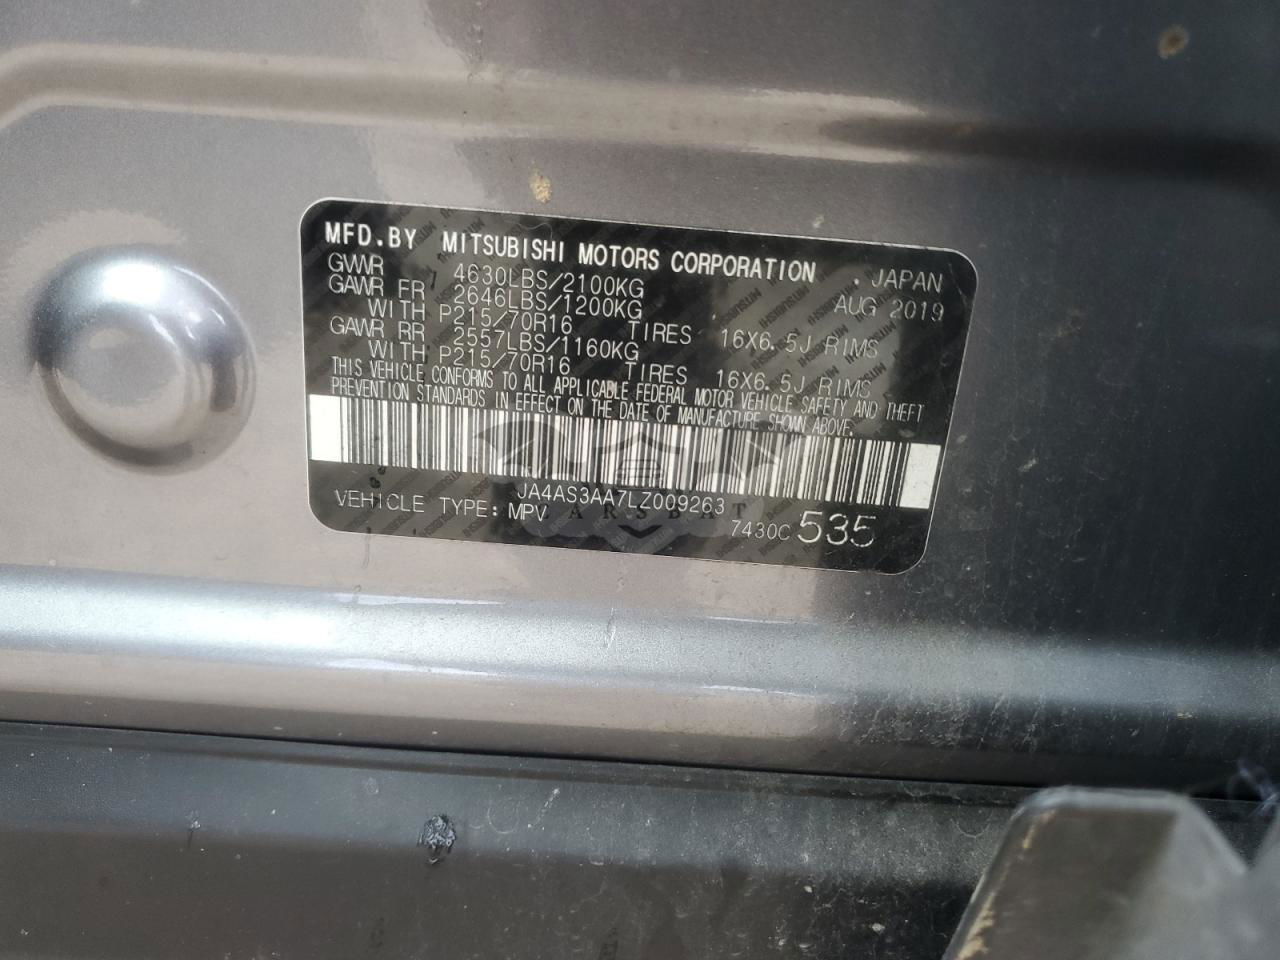 MFD.BY MITSUBISHI MOTORS CORPORATION . JAPAN
GVWR 4630LBS/2100KG AUG 2019
GAWR FR 2646LBS/1200KG
WITH P215/70R16 TIRES 16X6.5J RIMS
GAWR RR 2557LBS/1160KG
WITH P215/70R16 TIRES 16X6.5J RIMS
THIS VEHICLE CONFORMS TO ALL APPLICABLE FEDERAL MOTOR VEHICLE SAFETY AND THEFT
PREVENTION STANDARDS IN EFFECT ON THE DATE OF MANUFACTURE SHOWN ABOVE.
JA4AS3AA7LZ009263
VEHICLE TYPE: MPV
CARSBAT
7430C 535